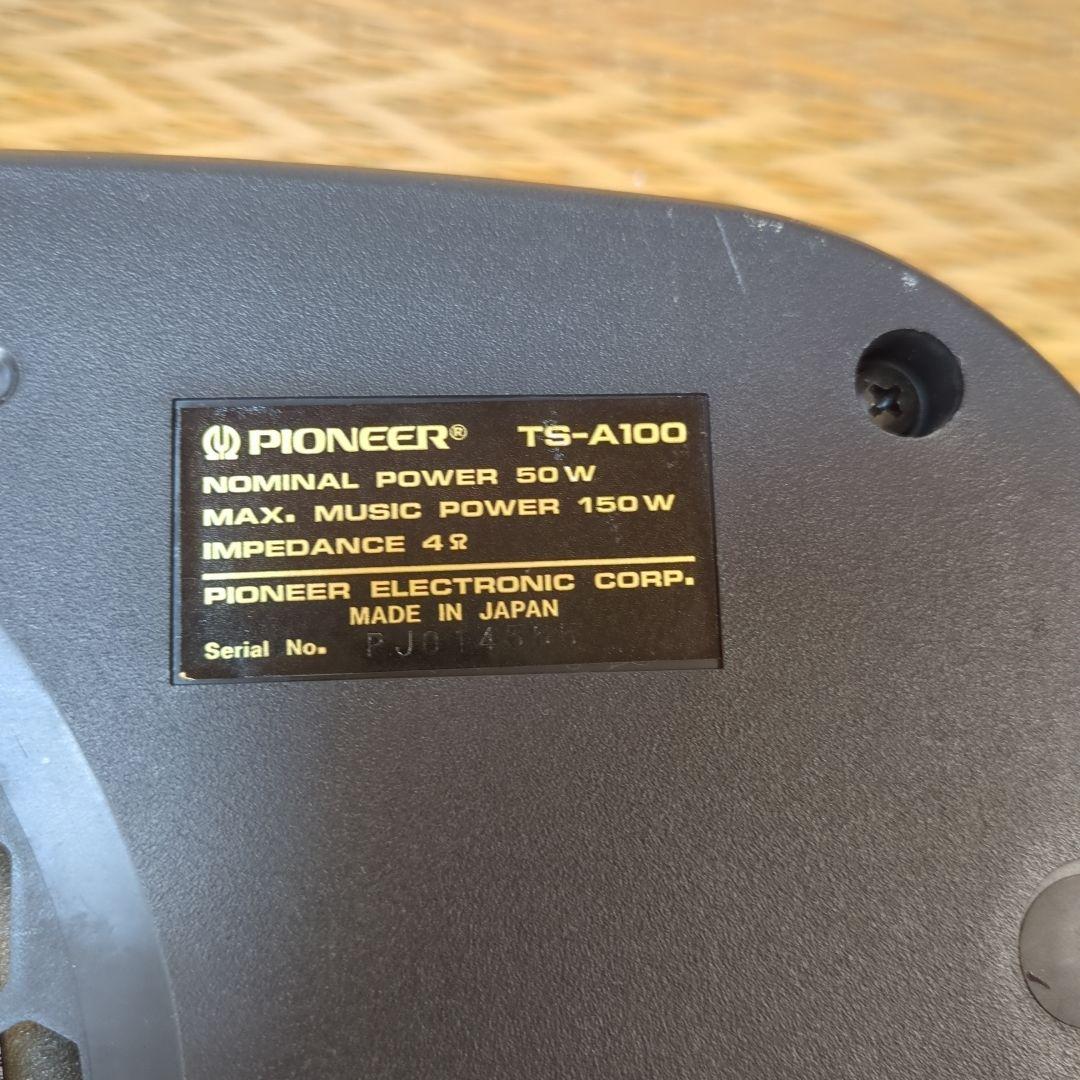 PIONEER® TS-A100
NOMINAL POWER 50W
MAX. MUSIC POWER 150W
IMPEDANCE 4Ω
PIONEER ELECTRONIC CORP.
MADE IN JAPAN
Serial No.